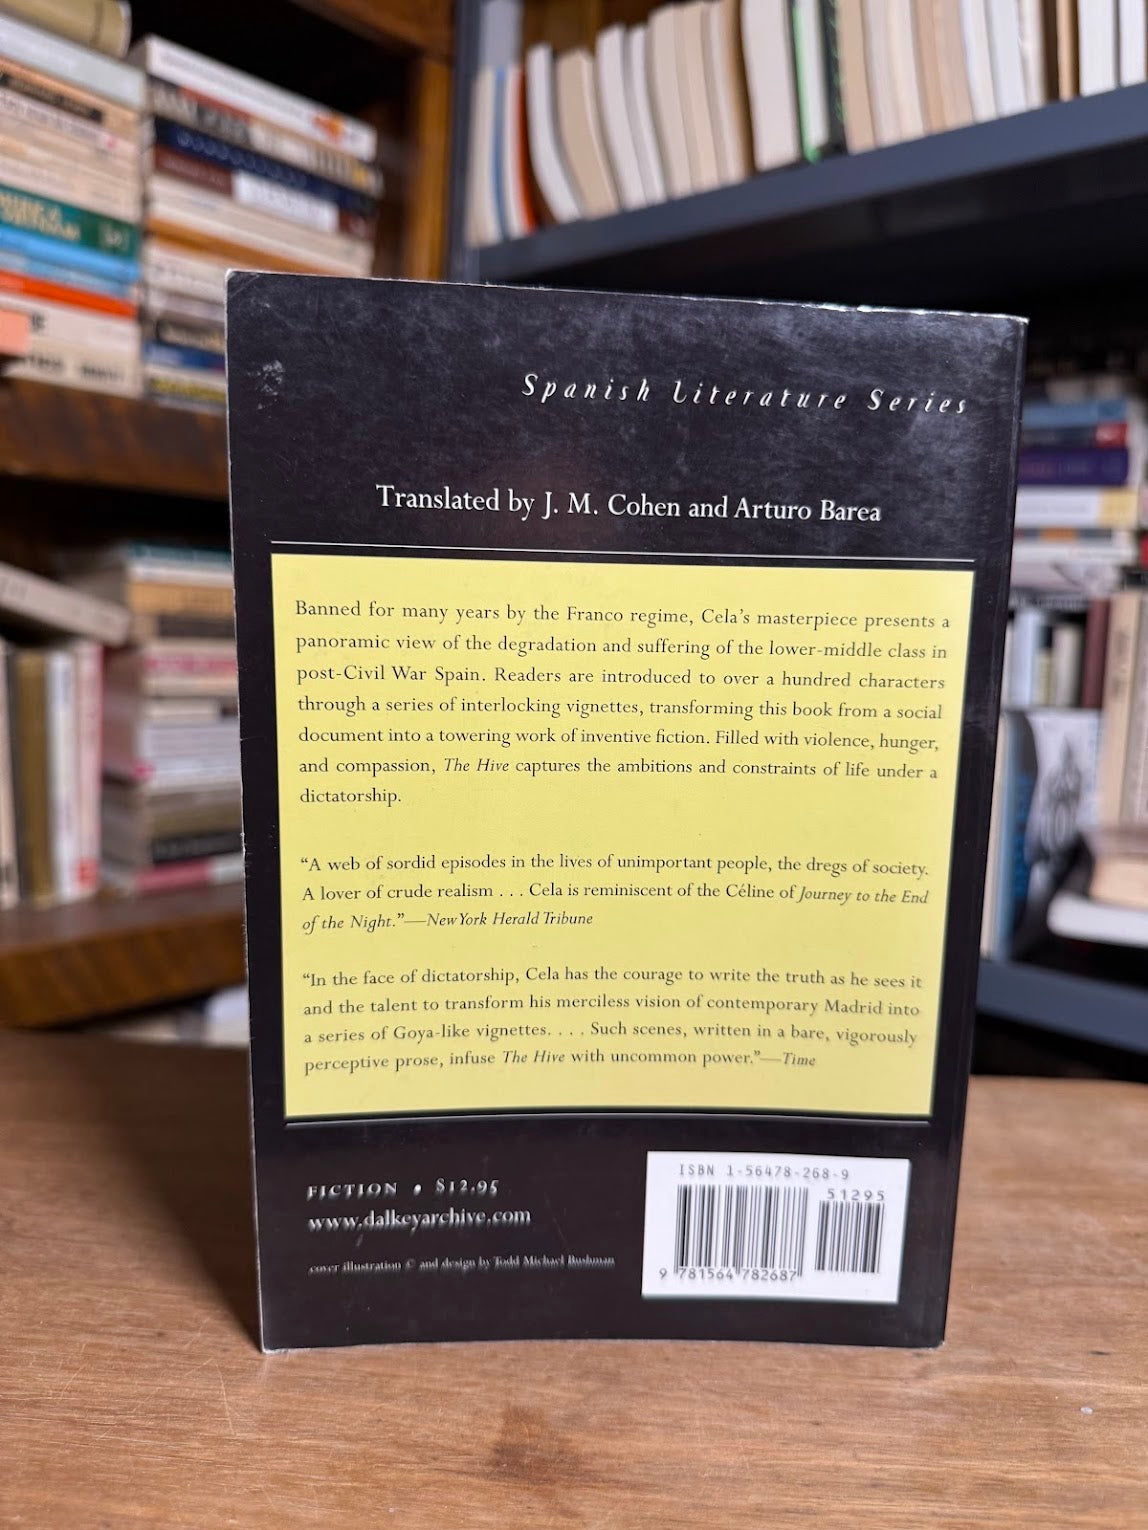 Spanish Literature Series
Translated by J. M. Cohen and Arturo Barea
Banned for many years by the Franco regime, Cela's masterpiece presents a
panoramic view of the degradation and suffering of the lower-middle class in
post-Civil War Spain. Readers are introduced to over a hundred characters
through a series of interlocking vignettes, transforming this book from a social
document into a towering work of inventive fiction. Filled with violence, hunger,
and compassion, The Hive captures the ambitions and constraints of life under a
dictatorship.
“A web of sordid episodes in the lives of unimportant people, the dregs of society.
A lover of crude realism . . . Cela is reminiscent of the Céline of Journey to the End
of the Night.”—New York Herald Tribune
“In the face of dictatorship, Cela has the courage to write the truth as he sees it
and the talent to transform his merciless vision of contemporary Madrid into
a series of Goya-like vignettes. . . . Such scenes, written in a bare, vigorously
perceptive prose, infuse The Hive with uncommon power.”—Time
FICTION • $12.95
www.dalkeyarchive.com
cover illustration © and design by Todd Michael Bushman
ISBN 1-56478-268-9
51295
9 781564 782687